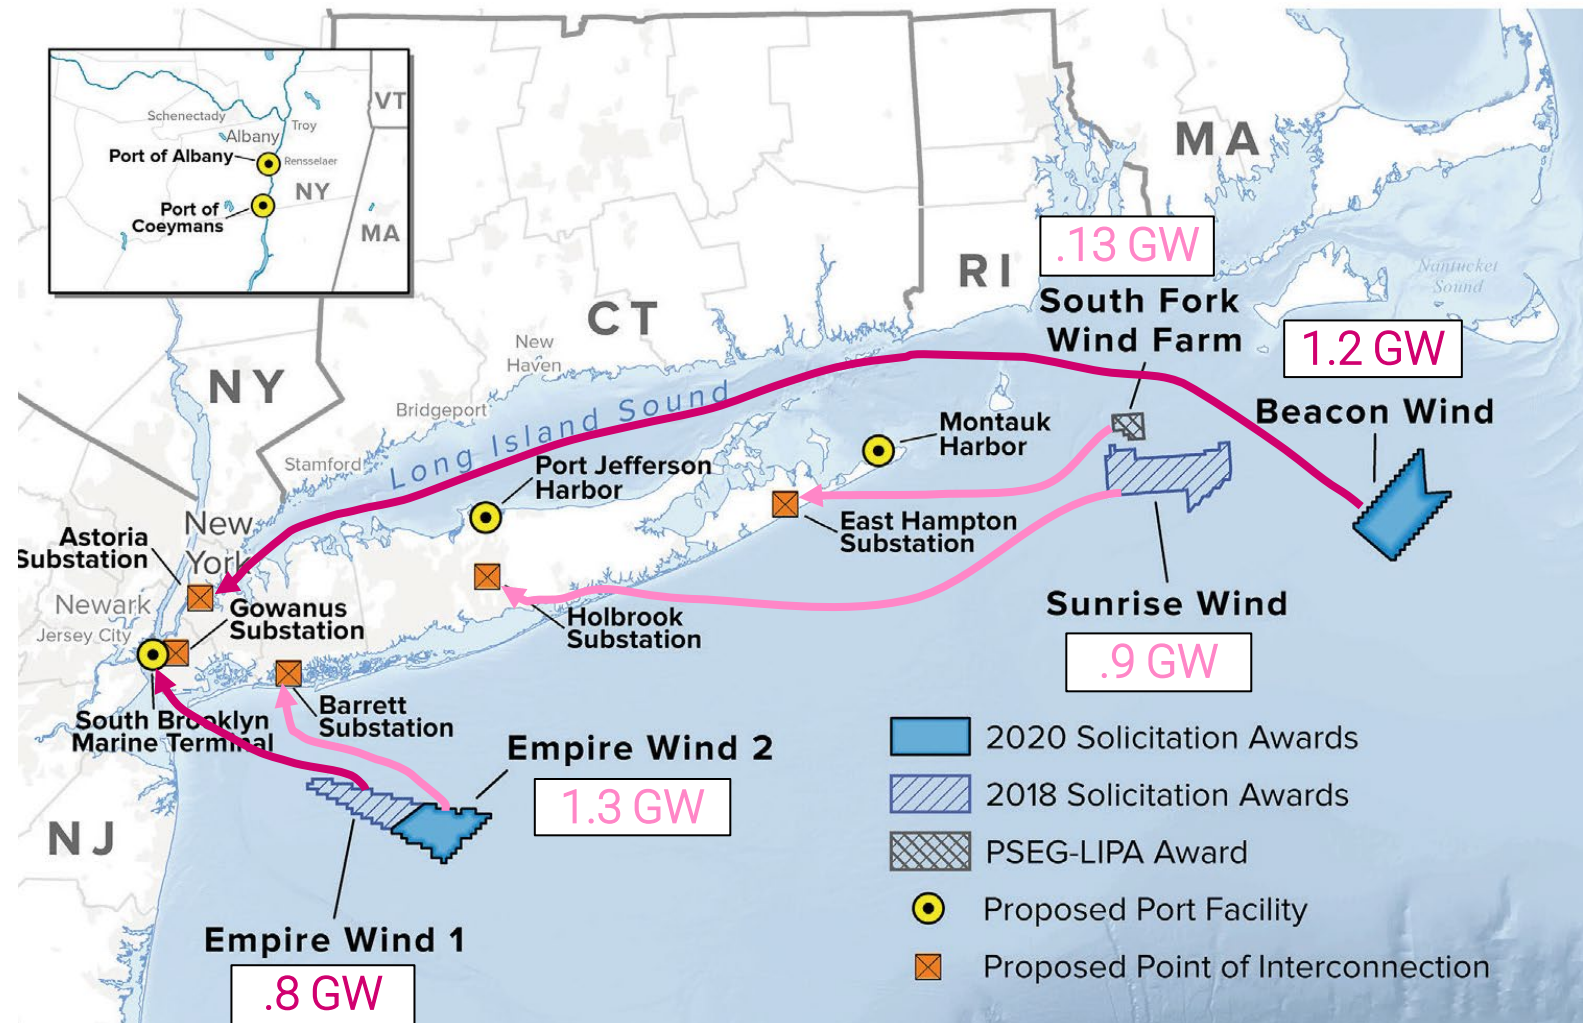 VT
Schenectady
Troy
Albany
Port of Albany
Rensselaer
NY
Port of
Coeymans
MA
MA
.13 GW
RI
Nantucket
Sound
South Fork
Wind Farm
CT
1.2 GW
New
Haven
NY
Long Island Sound
Bridgeport
Beacon Wind
Montauk
Harbor
Stamford
Port Jefferson
Harbor
New
York
Astoria
Substation
East Hampton
Substation
Newark
Gowanus
Substation
Jersey City
Holbrook
Substation
Sunrise Wind
.9 GW
South Brooklyn
Marine Terminal
Barrett
Substation
Empire Wind 2
1.3 GW
NJ
Empire Wind 1
.8 GW
2020 Solicitation Awards
2018 Solicitation Awards
PSEG-LIPA Award
Proposed Port Facility
Proposed Point of Interconnection